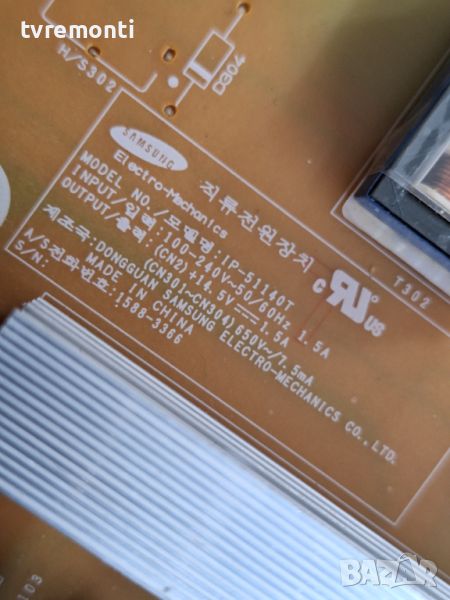 tvremonti
H/S302
D304
SAMSUNG
Electro-Mechanics
직류전원장치
MODEL NO./모델명: IP-51140T
INPUT/입력: 100-240V~50/60Hz 1.5A
OUTPUT/출력: (CN2)+14.5V⎓1.5A
(CN301~CN304)650V~/7.5mA
제조국: DONGGUAN SAMSUNG ELECTRO-MECHANICS CO., LTD.
MADE IN CHINA
A/S전화번호: 1588-3366
S/N:
c RU US
T302
103
bazar